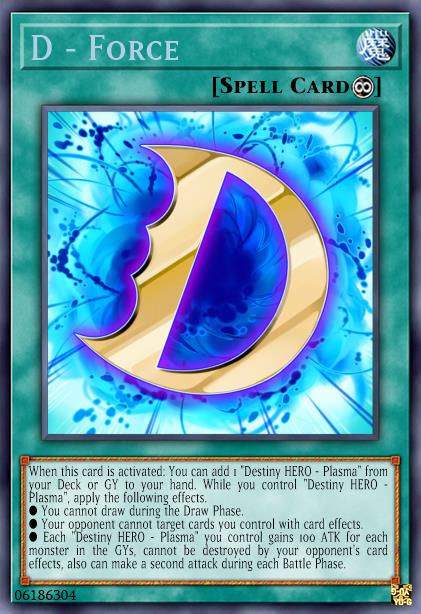 D - Force
[Spell Card]
When this card is activated: You can add 1 "Destiny HERO - Plasma" from
your Deck or GY to your hand. While you control "Destiny HERO -
Plasma", apply the following effects.
● You cannot draw during the Draw Phase.
● Your opponent cannot target cards you control with card effects.
● Each "Destiny HERO - Plasma" you control gains 100 ATK for each
monster in the GYs, cannot be destroyed by your opponent's card
effects, also can make a second attack during each Battle Phase.
06186304